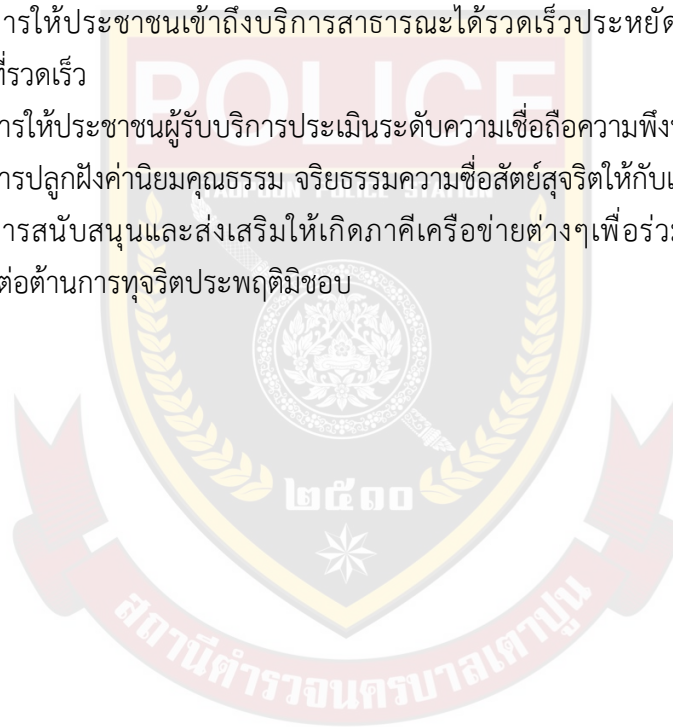 ารให้ประชาชนเข้าถึงบริการสาธารณะได้รวดเร็วประหยัด
ที่รวดเร็ว
การให้ประชาชนผู้รับบริการประเมินระดับความเชื่อถือความพึง
การปลูกฝังค่านิยมคุณธรรม จริยธรรมความซื่อสัตย์สุจริตให้กับเ
ารสนับสนุนและส่งเสริมให้เกิดภาคีเครือข่ายต่างๆเพื่อร่ว
ต่อต้านการทุจริตประพฤติมิชอบ
POLICE
TAOPOON POLICE STATION
๒๕๑๐
สถานีตำรวจนครบาลเตาปูน